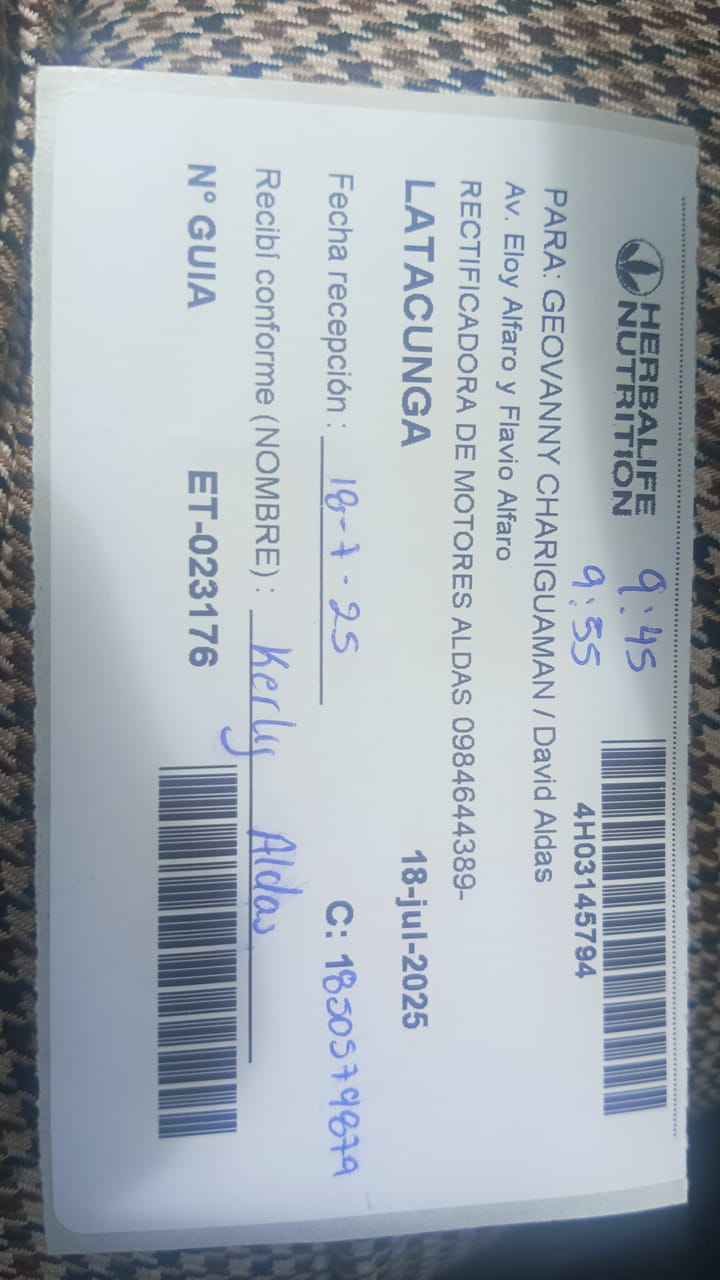 HERBALIFE
NUTRITION
9:45
9:55
4H03145794
PARA: GEOVANNY CHARIGUAMAN / David Aldas
Av. Eloy Alfaro y Flavio Alfaro
RECTIFICADORA DE MOTORES ALDAS 0984644389-
LATACUNGA 18-jul-2025
Fecha recepción : 18-7-25 C: 1850579879
Recibí conforme (NOMBRE) : Kerly Aldas
N° GUIA ET-023176